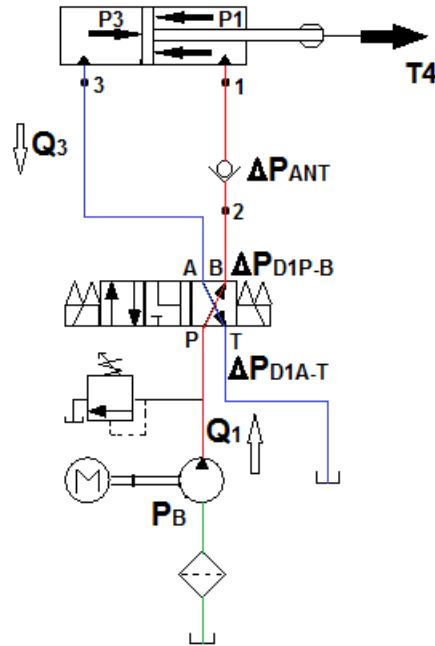 P3 P1
T4
3 1
Q3
ΔPANT
2
A B ΔPD1P-B
T
P T
ΔPD1A-T
Q1
M
PB